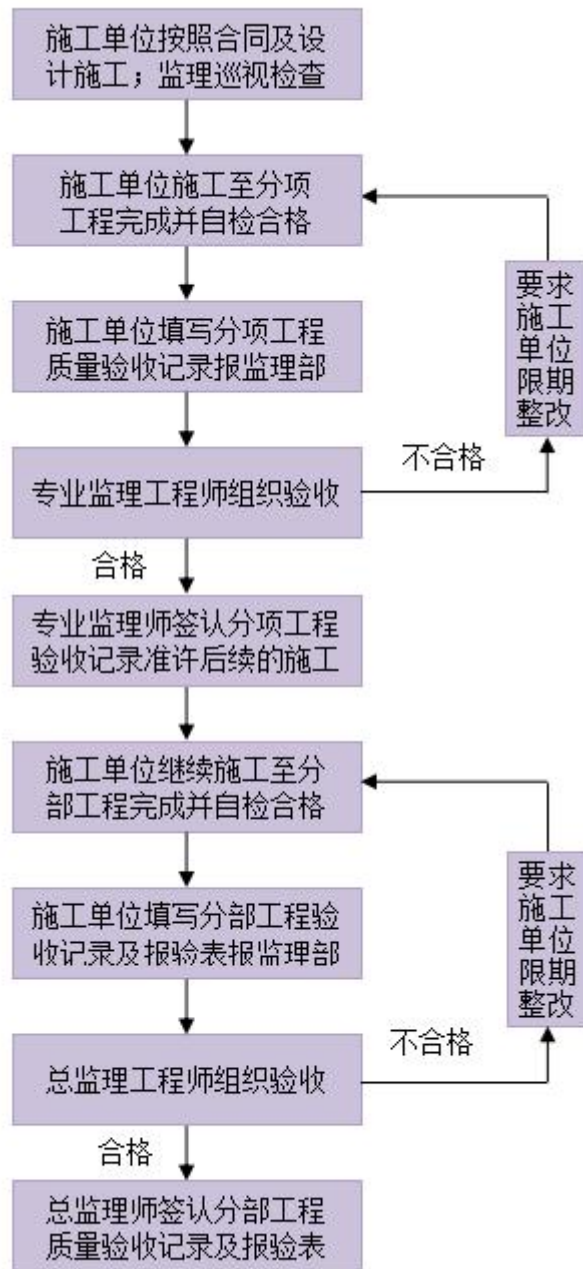 施工单位按照合同及设
计施工；监理巡视检查
施工单位施工至分项
工程完成并自检合格
要求
施工
单位
限期
整改
施工单位填写分项工程
质量验收记录报监理部
不合格
专业监理工程师组织验收
合格
专业监理师签认分项工程
验收记录准许后续的施工
施工单位继续施工至分
部工程完成并自检合格
要求
施工
单位
限期
整改
施工单位填写分部工程验
收记录及报验表报监理部
不合格
总监理工程师组织验收
合格
总监理师签认分部工程
质量验收记录及报验表